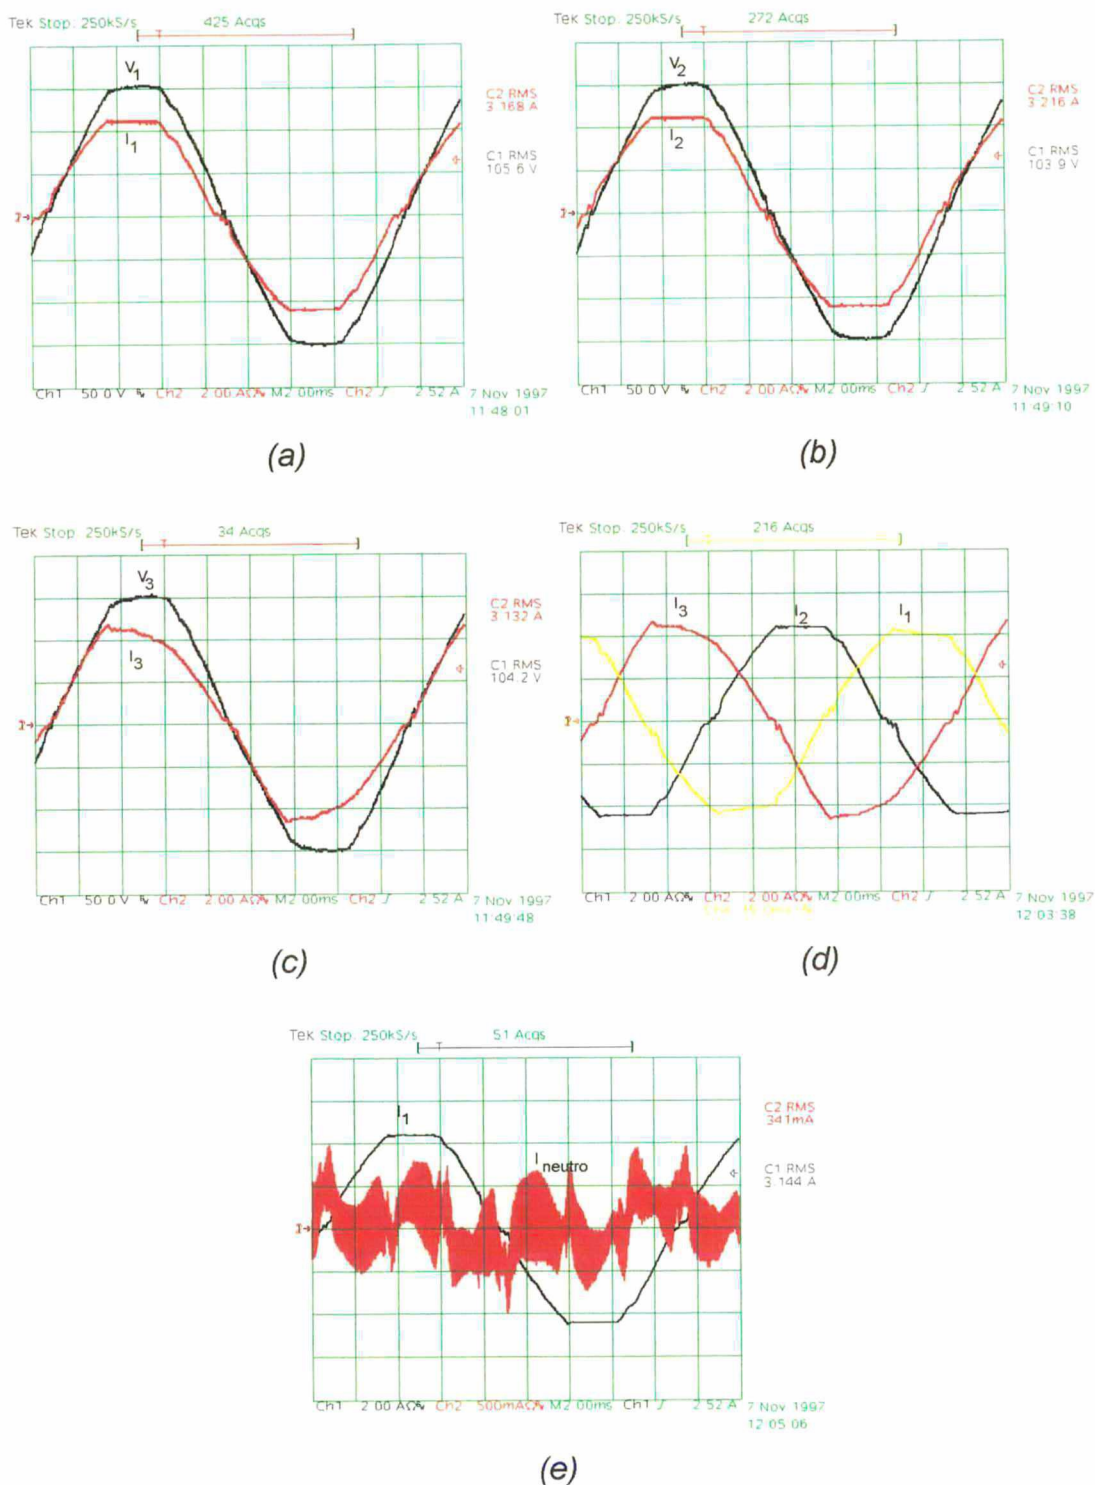 Tek Stop: 250kS/s 425 Acqs
V1
I1
C2 RMS
3.168 A
C1 RMS
105.6 V
Ch1 50.0 V Ch2 2.00 AΩ M2.00ms Ch2 ∫ 2.52 A
7 Nov 1997
11:48:01
(a)
Tek Stop: 250kS/s 272 Acqs
V2
I2
C2 RMS
3.216 A
C1 RMS
103.9 V
Ch1 50.0 V Ch2 2.00 AΩ M2.00ms Ch2 ∫ 2.52 A
7 Nov 1997
11:49:10
(b)
Tek Stop: 250kS/s 34 Acqs
V3
I3
C2 RMS
3.132 A
C1 RMS
104.2 V
Ch1 50.0 V Ch2 2.00 AΩ M2.00ms Ch2 ∫ 2.52 A
7 Nov 1997
11:49:48
(c)
Tek Stop: 250kS/s 216 Acqs
I3 I2 I1
Ch1 2.00 AΩ Ch2 2.00 AΩ M2.00ms Ch2 ∫ 2.52 A
7 Nov 1997
12:03:38
(d)
Tek Stop: 250kS/s 51 Acqs
I1
I neutro
C2 RMS
341mA
C1 RMS
3.144 A
Ch1 2.00 AΩ Ch2 500mAΩ M2.00ms Ch1 ∫ 2.52 A
7 Nov 1997
12:05:06
(e)